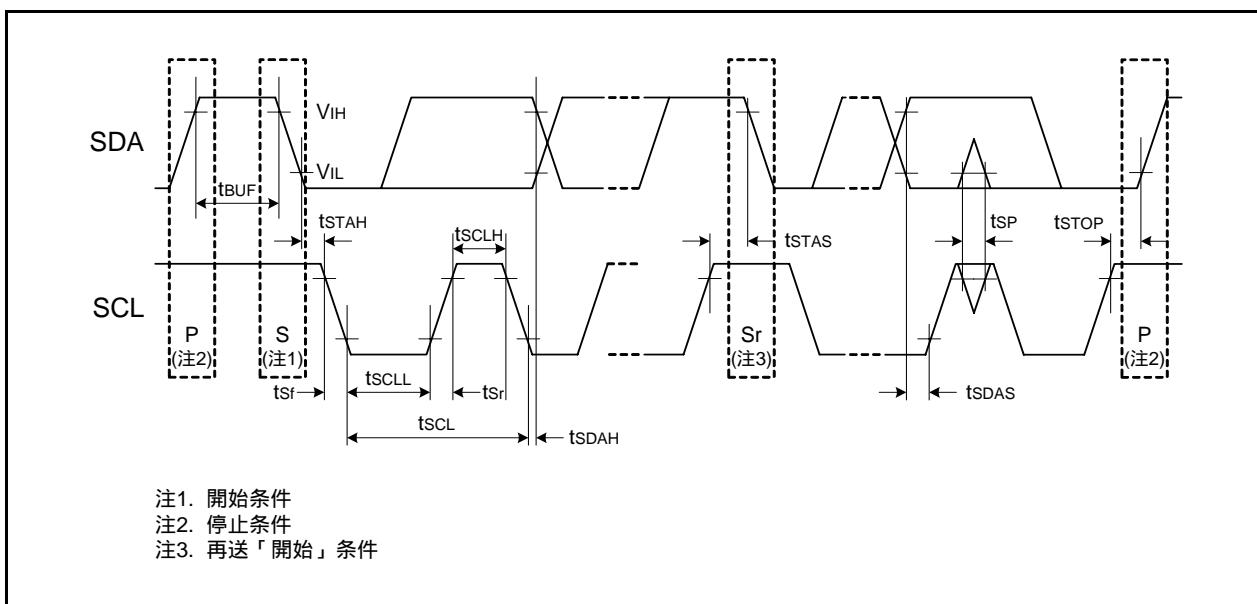 SDA
VIH
VIL
tBUF
tSTAH
tSCLH
tSTAS
tSP
tSTOP
SCL
P
(注2)
S
(注1)
Sr
(注3)
P
(注2)
tSf
tSCLL
tSr
tSCL
tSDAH
tSDAS
注1. 開始条件
注2. 停止条件
注3. 再送「開始」条件